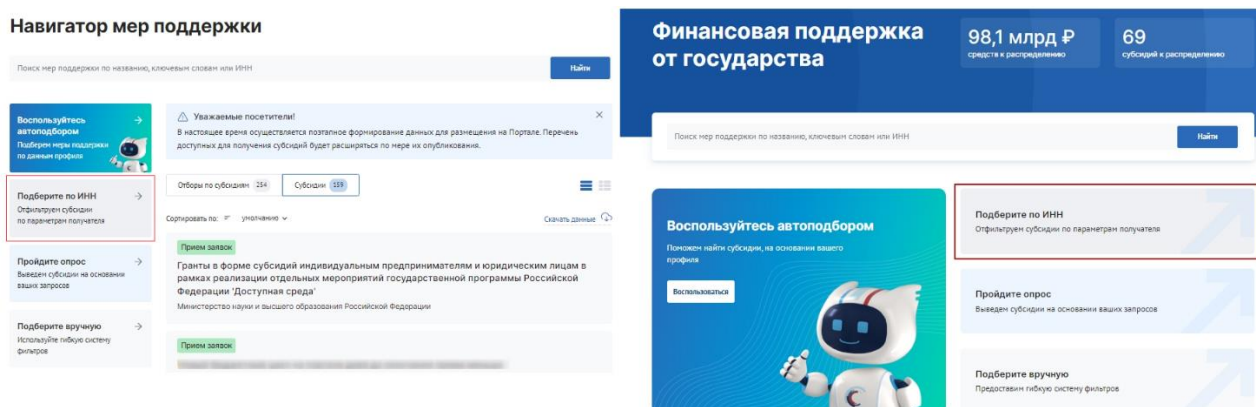 Навигатор мер поддержки
Поиск мер поддержки по названию, ключевым словам или ИНН
Найти
Воспользуйтесь
автоподбором
Подберем меры поддержки
по данным профиля
Подберите по ИНН
Отфильтруем субсидии
по параметрам получателя
Пройдите опрос
Выведем субсидии на основании
ваших запросов
Подберите вручную
Используйте гибкую систему
фильтров
Уважаемые посетители!
В настоящее время осуществляется поэтапное формирование данных для размещения на Портале. Перечень
доступных для получения субсидий будет расширяться по мере их опубликования.
Отборы по субсидиям 254 Субсидии 159
Сортировать по: умолчанию Скачать данные
Прием заявок
Гранты в форме субсидий индивидуальным предпринимателям и юридическим лицам в
рамках реализации отдельных мероприятий государственной программы Российской
Федерации 'Доступная среда'
Министерство науки и высшего образования Российской Федерации
Прием заявок
Финансовая поддержка
от государства
98,1 млрд ₽
средств к распределению
69
субсидий к распределению
Поиск мер поддержки по названию, ключевым словам или ИНН
Найти
Воспользуйтесь автоподбором
Поможем найти субсидии, на основании вашего
профиля
Воспользоваться
Подберите по ИНН
Отфильтруем субсидии по параметрам получателя
Пройдите опрос
Выведем субсидии на основании ваших запросов
Подберите вручную
Предоставим гибкую систему фильтров